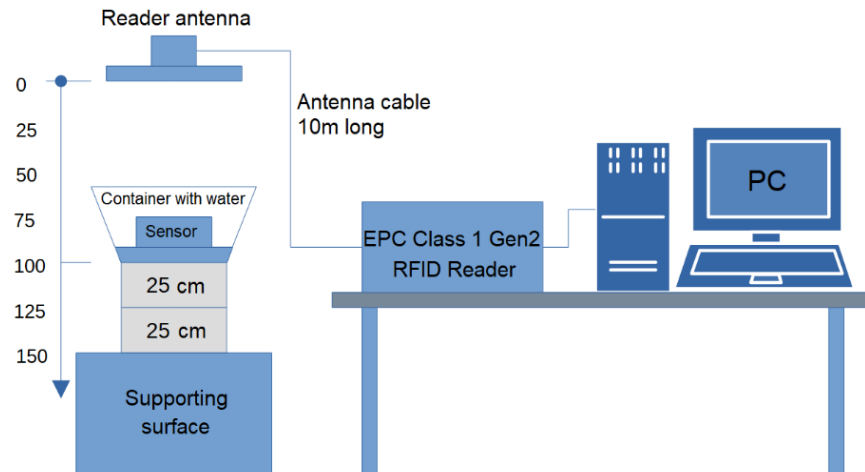 Reader antenna
0
25
50
75
100
125
150
Antenna cable
10m long
Container with water
Sensor
25 cm
25 cm
Supporting
surface
EPC Class 1 Gen2
RFID Reader
PC